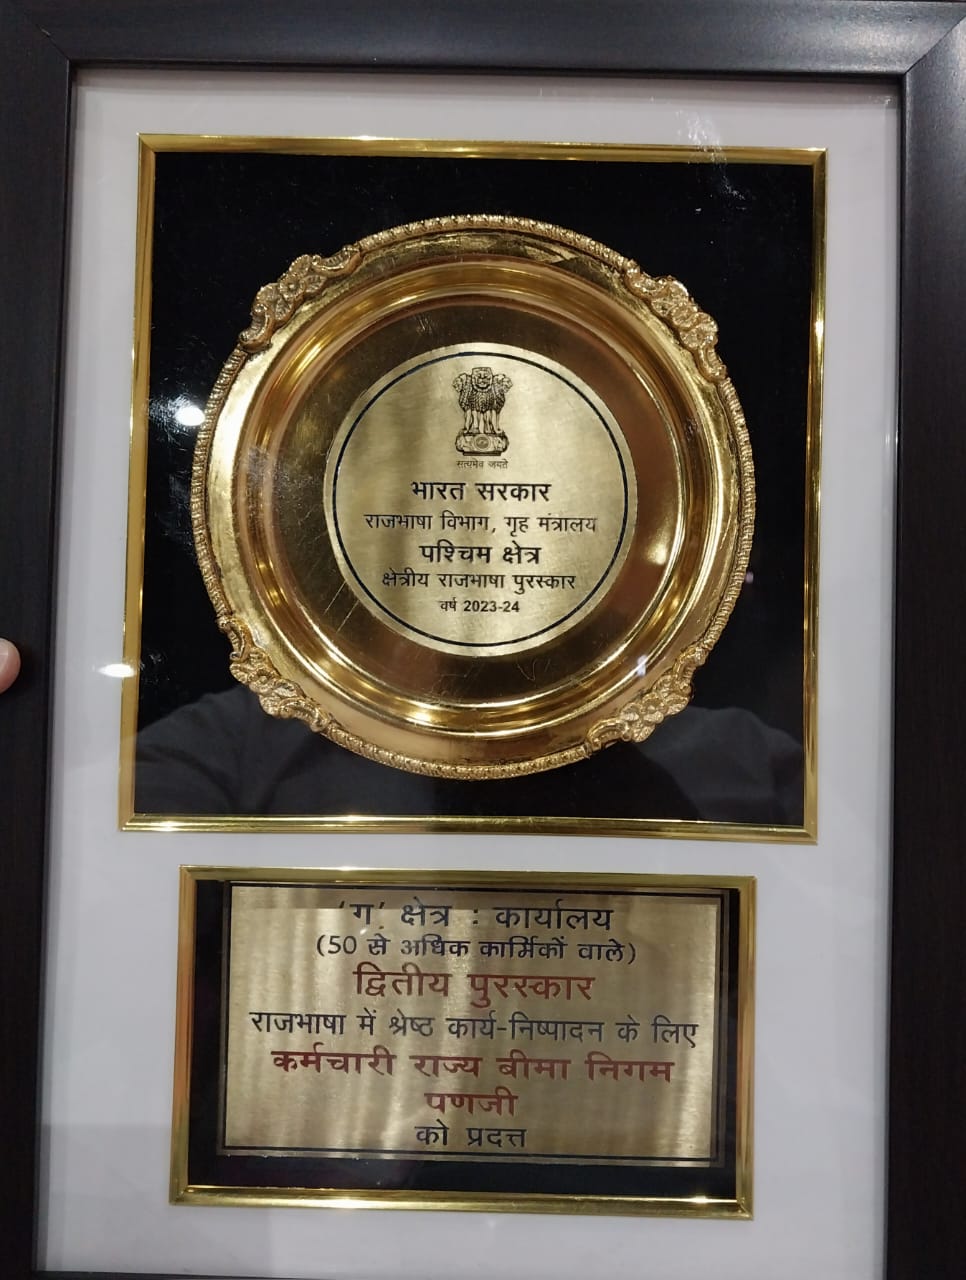 सत्यमेव जयते
भारत सरकार
राजभाषा विभाग, गृह मंत्रालय
पश्चिम क्षेत्र
क्षेत्रीय राजभाषा पुरस्कार
वर्ष 2023-24
'ग' क्षेत्र : कार्यालय
(50 से अधिक कार्मिकों वाले)
द्वितीय पुरस्कार
राजभाषा में श्रेष्ठ कार्य-निष्पादन के लिए
कर्मचारी राज्य बीमा निगम
पणजी
को प्रदत्त